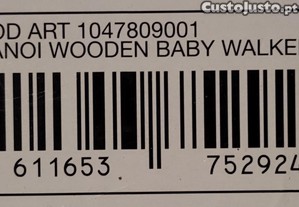 CustoJusto.pt
OD ART 1047809001
ANOI WOODEN BABY WALKE
611653 752924